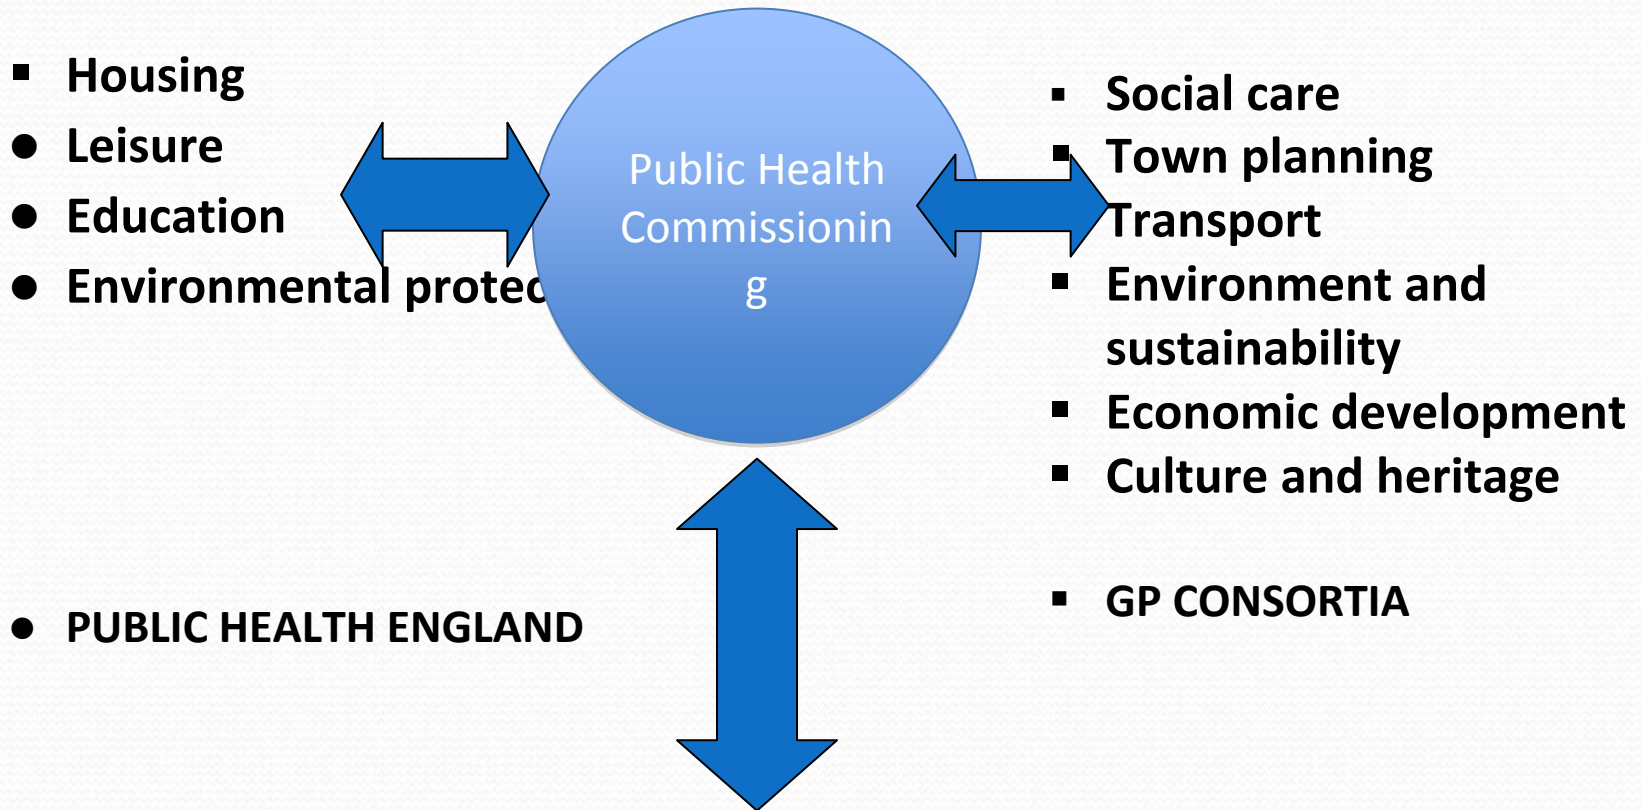 Housing
Leisure
Education
Environmental protec
PUBLIC HEALTH ENGLAND
Public Health
Commissionin
g
Social care
Town planning
Transport
Environment and
sustainability
Economic development
Culture and heritage
GP CONSORTIA